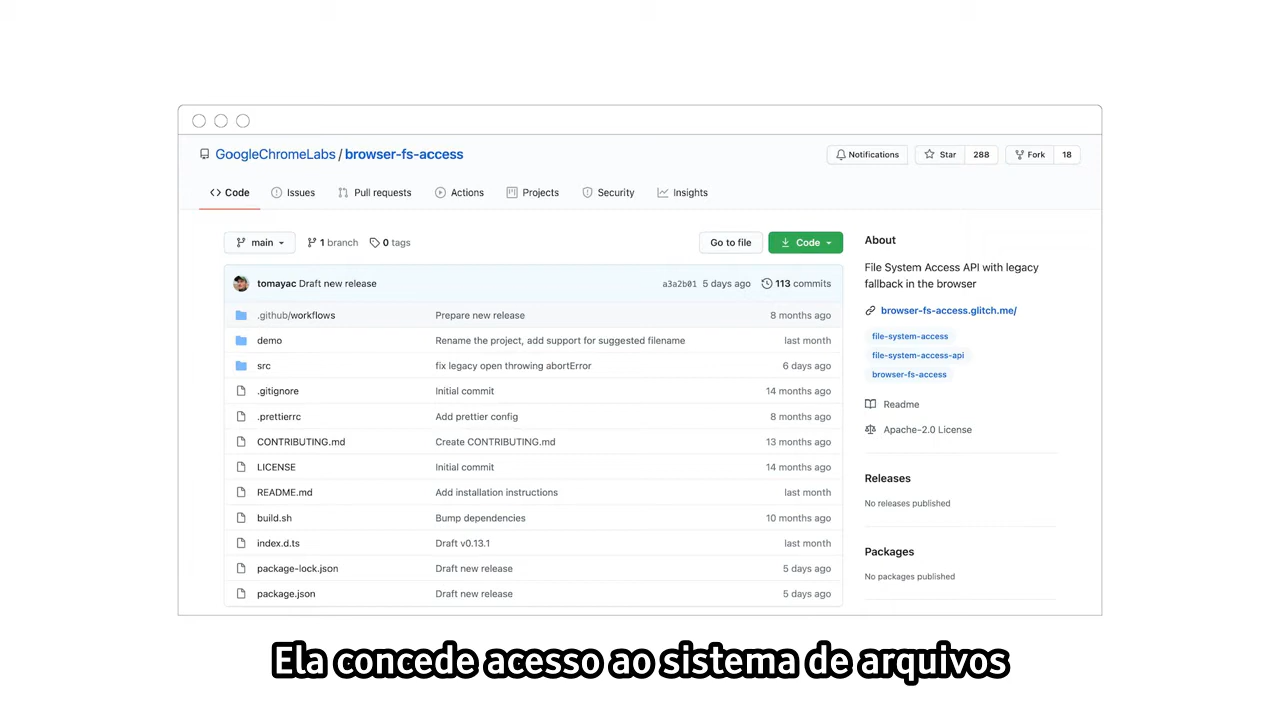 GoogleChromeLabs / browser-fs-access
Notifications Star 288 Fork 18
Code Issues Pull requests Actions Projects Security Insights
main 1 branch 0 tags Go to file Code
tomayac Draft new release a3a2b01 5 days ago 113 commits
.github/workflows Prepare new release 8 months ago
demo Rename the project, add support for suggested filename last month
src fix legacy open throwing abortError 6 days ago
.gitignore Initial commit 14 months ago
.prettierrc Add prettier config 8 months ago
CONTRIBUTING.md Create CONTRIBUTING.md 13 months ago
LICENSE Initial commit 14 months ago
README.md Add installation instructions last month
build.sh Bump dependencies 10 months ago
index.d.ts Draft v0.13.1 last month
package-lock.json Draft new release 5 days ago
package.json Draft new release 5 days ago
About
File System Access API with legacy
fallback in the browser
browser-fs-access.glitch.me/
file-system-access
file-system-access-api
browser-fs-access
Readme
Apache-2.0 License
Releases
No releases published
Packages
No packages published
Ela concede acesso ao sistema de arquivos